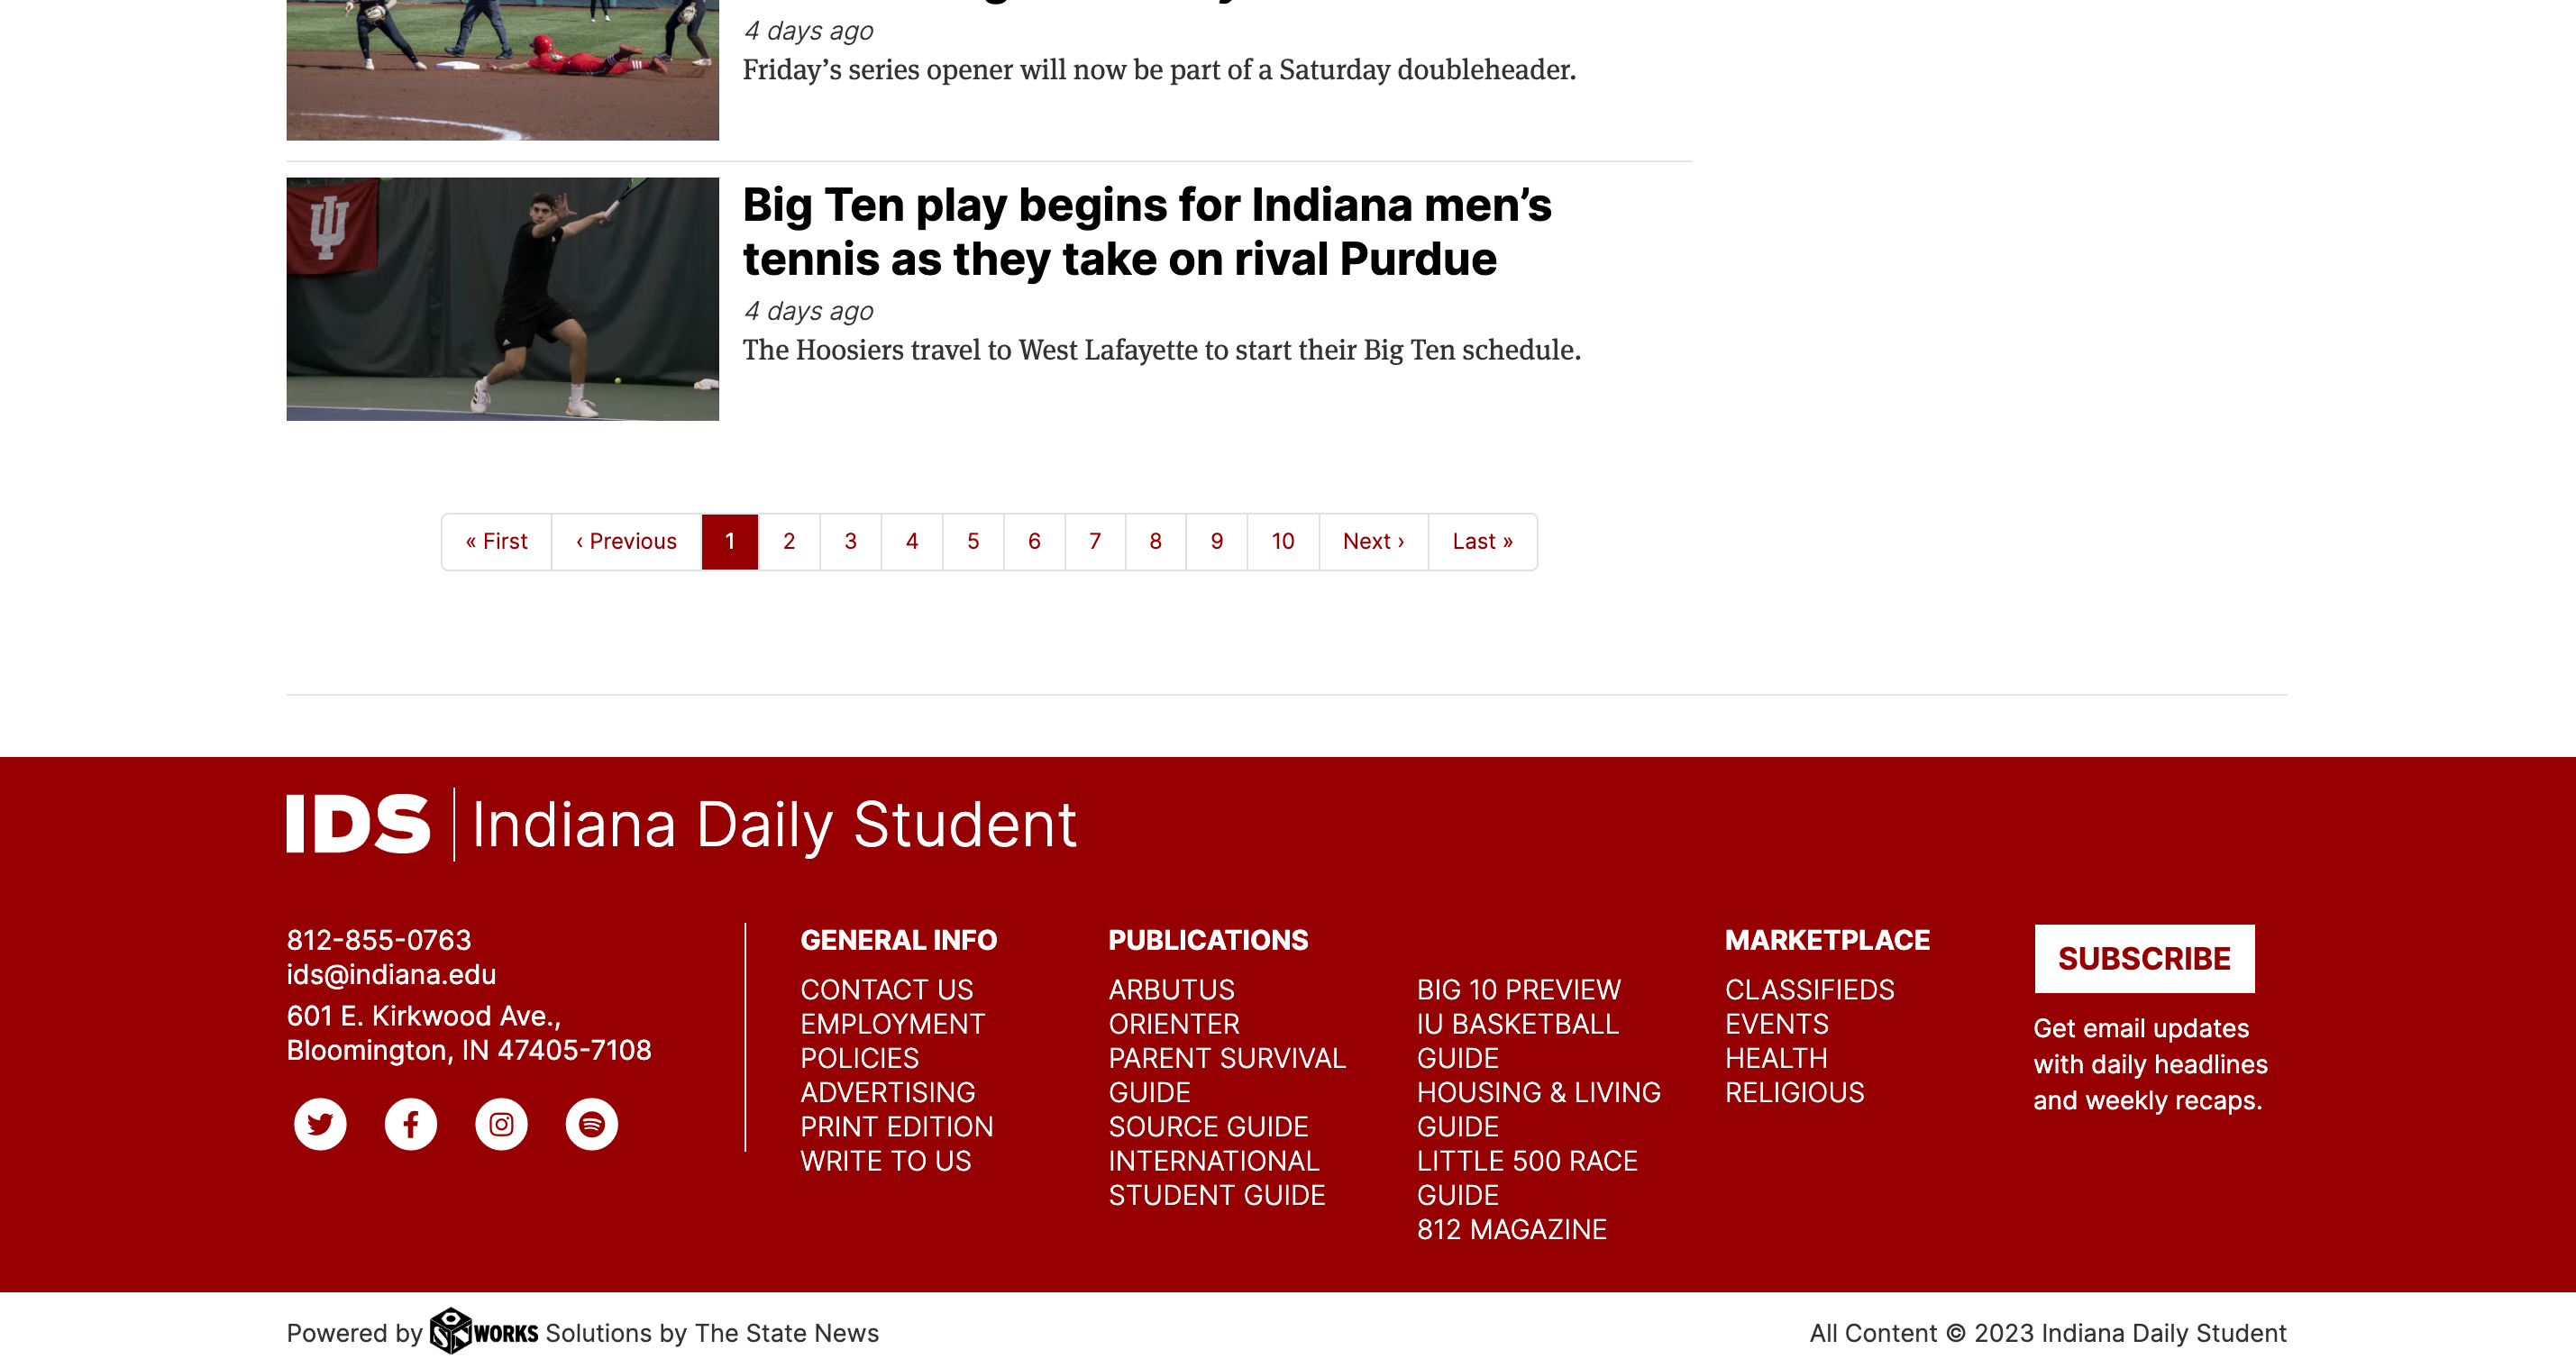 4 days ago
Friday’s series opener will now be part of a Saturday doubleheader.
Big Ten play begins for Indiana men’s
tennis as they take on rival Purdue
4 days ago
The Hoosiers travel to West Lafayette to start their Big Ten schedule.
« First ‹ Previous 1 2 3 4 5 6 7 8 9 10 Next › Last »
IDS Indiana Daily Student
812-855-0763
ids@indiana.edu
601 E. Kirkwood Ave.,
Bloomington, IN 47405-7108
GENERAL INFO
CONTACT US
EMPLOYMENT
POLICIES
ADVERTISING
PRINT EDITION
WRITE TO US
PUBLICATIONS
ARBUTUS
ORIENTER
PARENT SURVIVAL
GUIDE
SOURCE GUIDE
INTERNATIONAL
STUDENT GUIDE
BIG 10 PREVIEW
IU BASKETBALL
GUIDE
HOUSING & LIVING
GUIDE
LITTLE 500 RACE
GUIDE
812 MAGAZINE
MARKETPLACE
CLASSIFIEDS
EVENTS
HEALTH
RELIGIOUS
SUBSCRIBE
Get email updates
with daily headlines
and weekly recaps.
Powered by SNWORKS Solutions by The State News
All Content © 2023 Indiana Daily Student